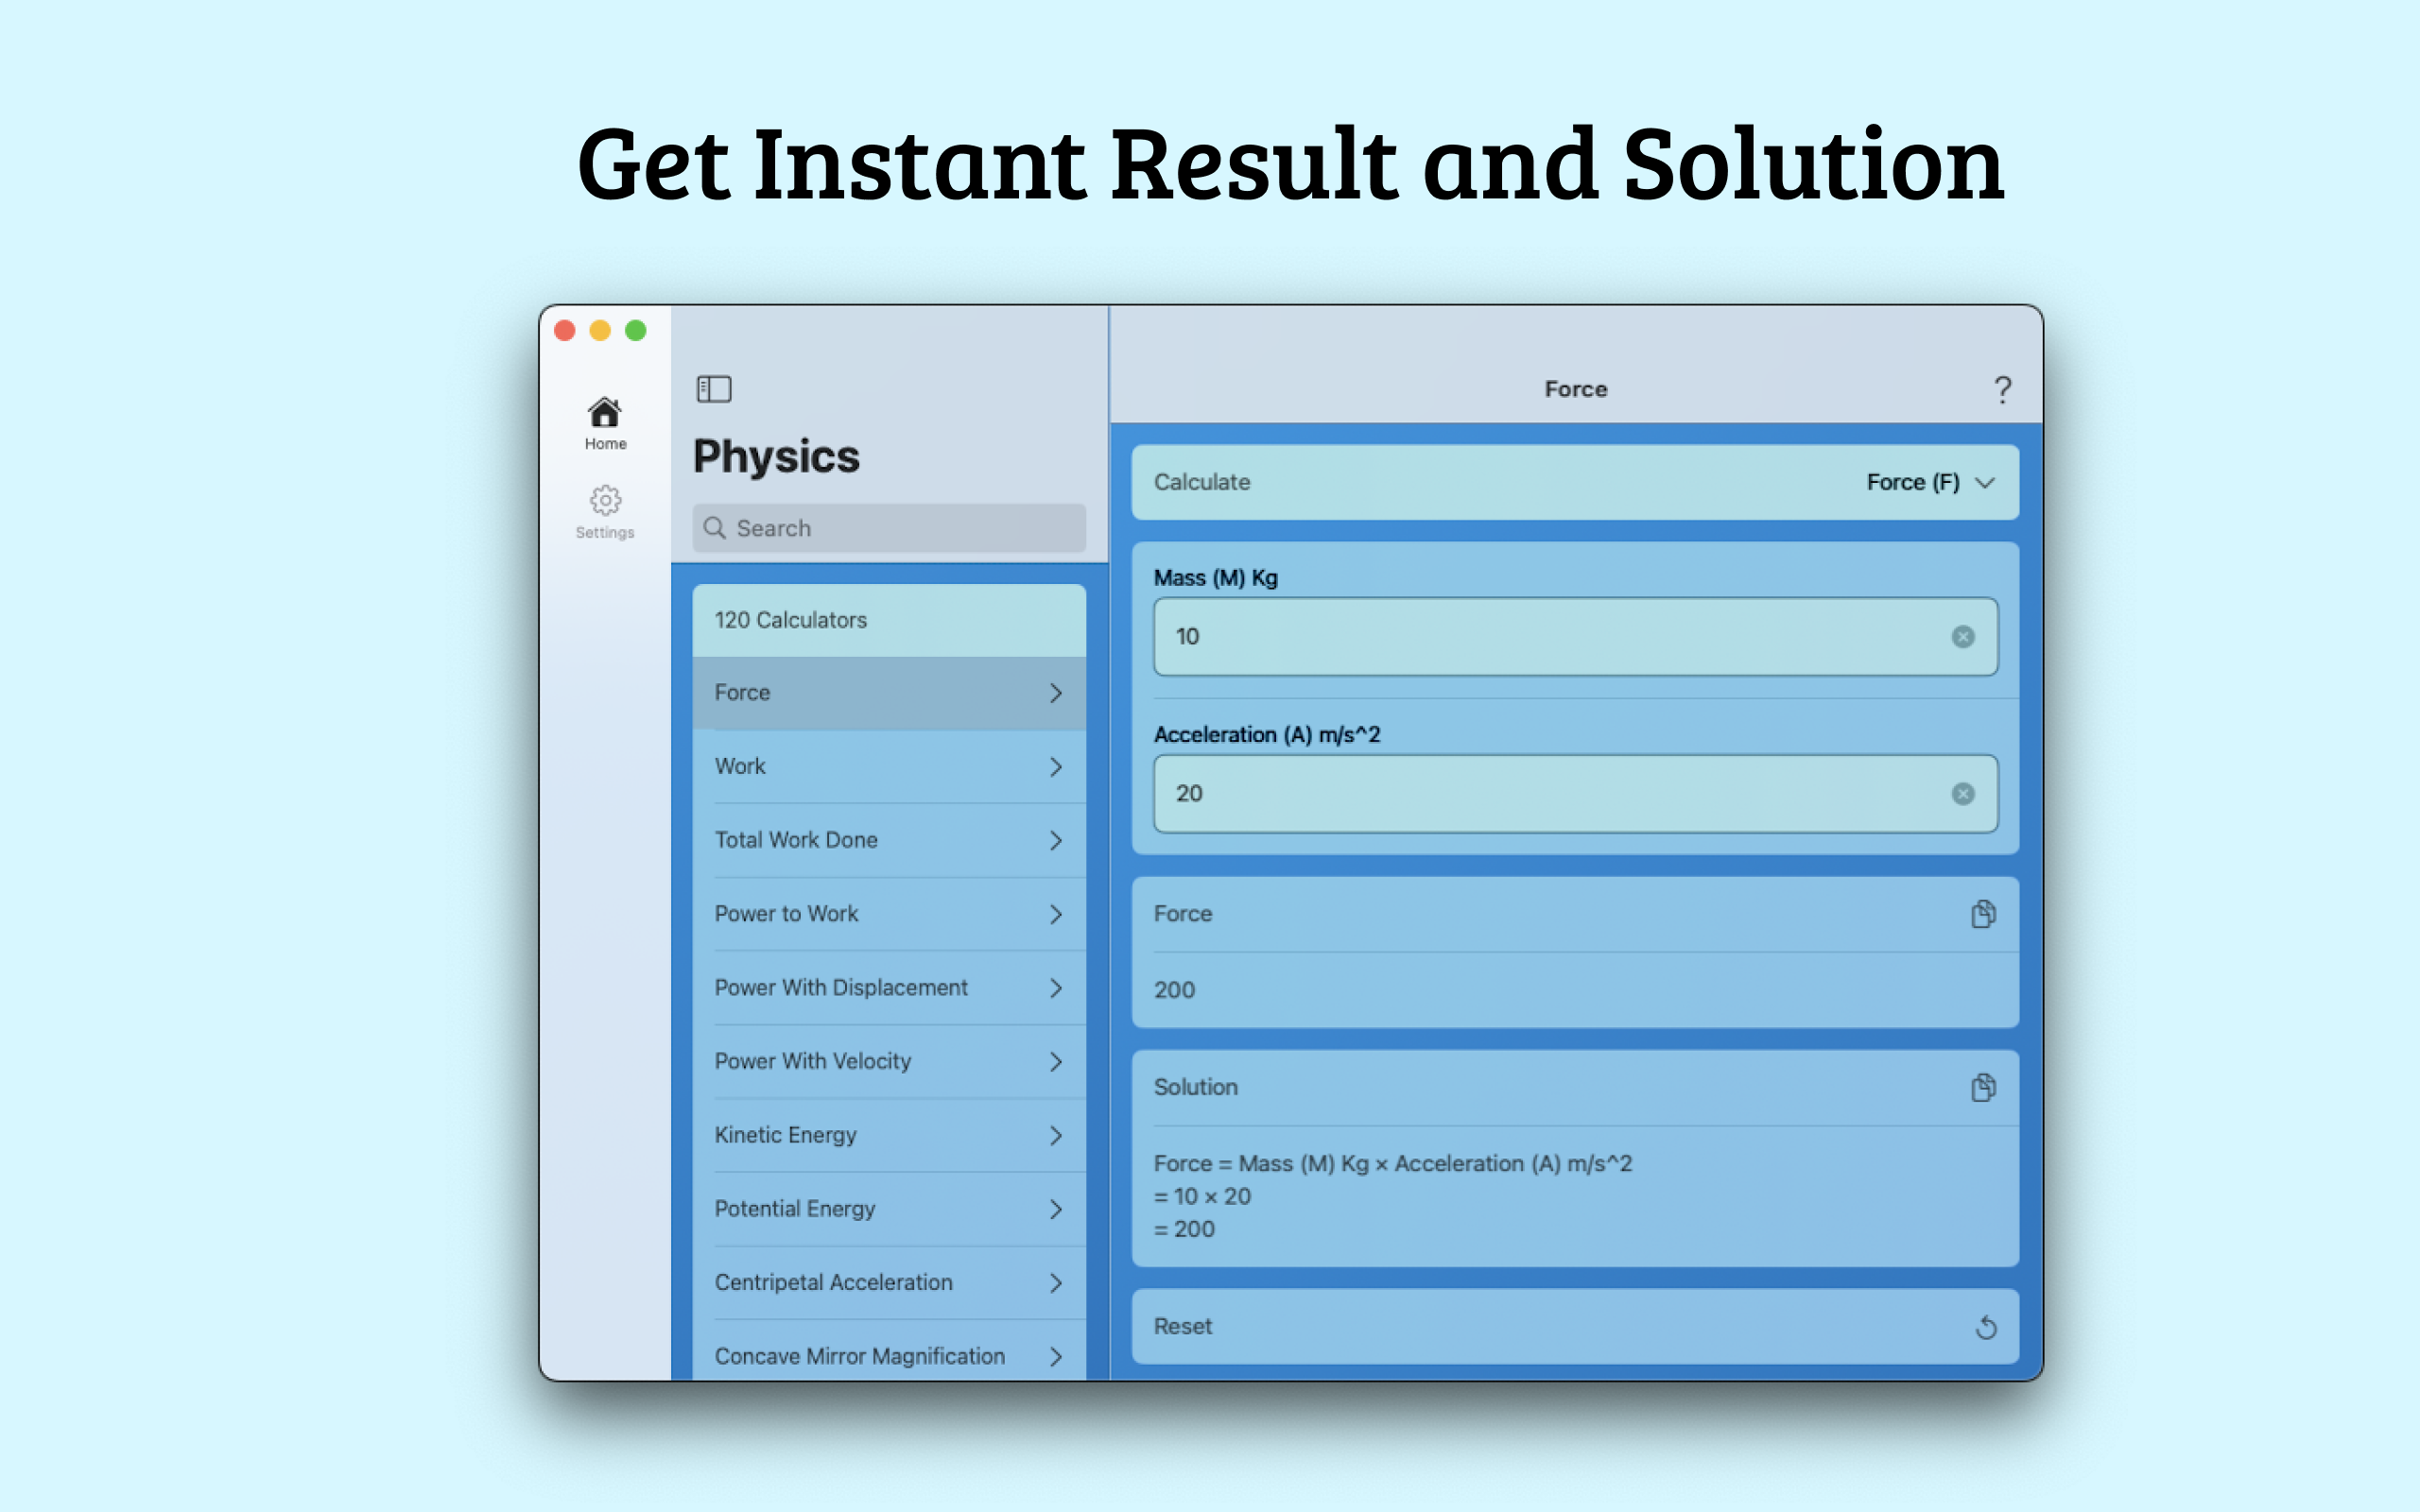 Get Instant Result and Solution
Home
Settings
Physics
Search
120 Calculators
Force
Work
Total Work Done
Power to Work
Power With Displacement
Power With Velocity
Kinetic Energy
Potential Energy
Centripetal Acceleration
Concave Mirror Magnification
Force
?
Calculate
Force (F)
Mass (M) Kg
10
Acceleration (A) m/s^2
20
Force
200
Solution
Force = Mass (M) Kg × Acceleration (A) m/s^2
= 10 × 20
= 200
Reset